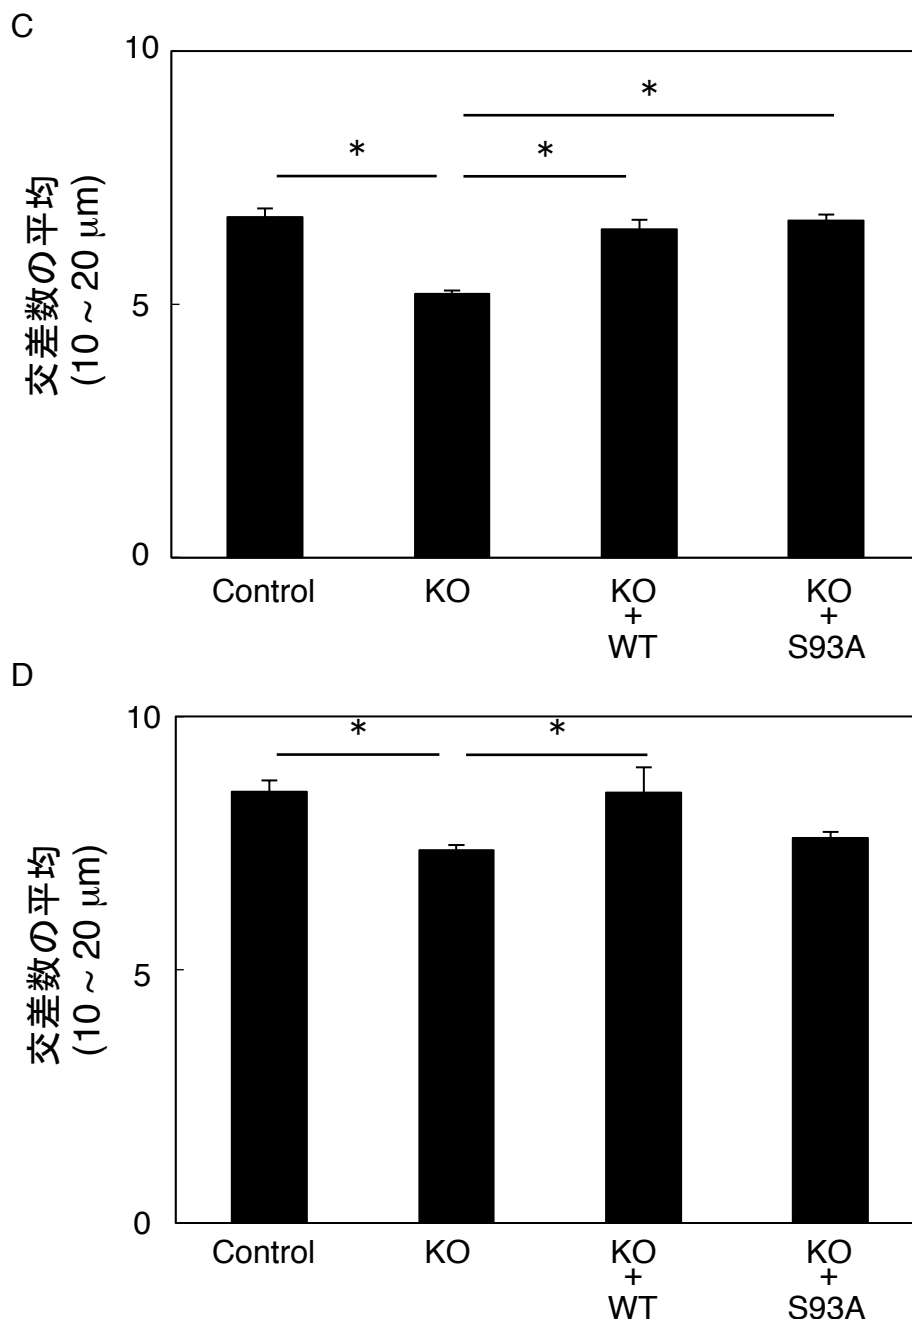 C
10
*
*
*
交差数の平均
(10 ~ 20 μm)
5
0
Control
KO
KO
+
WT
KO
+
S93A
D
10
*
*
交差数の平均
(10 ~ 20 μm)
5
0
Control
KO
KO
+
WT
KO
+
S93A